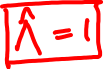 λ̂ = 1